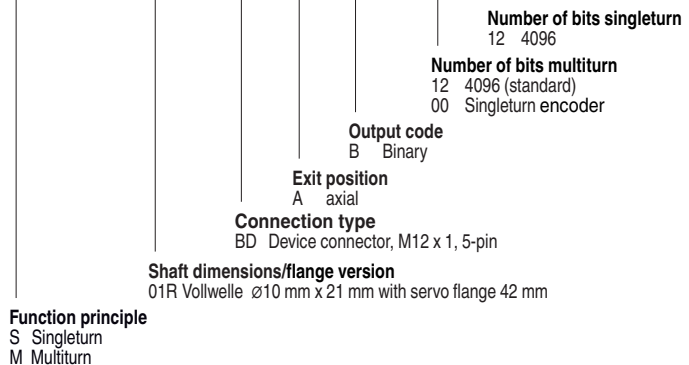 Number of bits singleturn
12 4096
Number of bits multiturn
12 4096 (standard)
00 Singleturn encoder
Output code
B Binary
Exit position
A axial
Connection type
BD Device connector, M12 x 1, 5-pin
Shaft dimensions/flange version
01R Vollwelle ⌀10 mm x 21 mm with servo flange 42 mm
Function principle
S Singleturn
M Multiturn